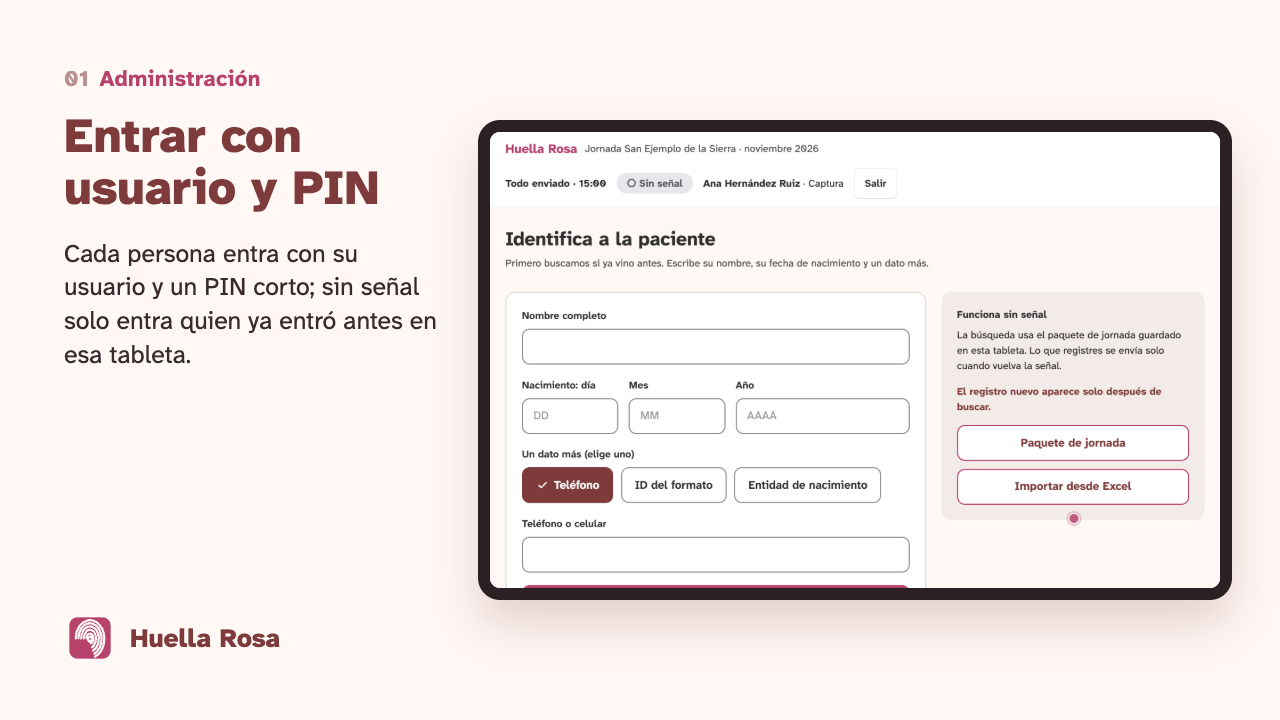 01 Administración
Entrar con
usuario y PIN
Cada persona entra con su
usuario y un PIN corto; sin señal
solo entra quien ya entró antes en
esa tableta.
Huella Rosa
Huella Rosa Jornada San Ejemplo de la Sierra · noviembre 2026
Todo enviado · 15:00 Sin señal Ana Hernández Ruiz · Captura Salir
Identifica a la paciente
Primero buscamos si ya vino antes. Escribe su nombre, su fecha de nacimiento y un dato más.
Nombre completo
Nacimiento: día Mes Año
DD MM AAAA
Un dato más (elige uno)
✓ Teléfono ID del formato Entidad de nacimiento
Teléfono o celular
Funciona sin señal
La búsqueda usa el paquete de jornada guardado
en esta tableta. Lo que registres se envía solo
cuando vuelva la señal.
El registro nuevo aparece solo después de
buscar.
Paquete de jornada
Importar desde Excel